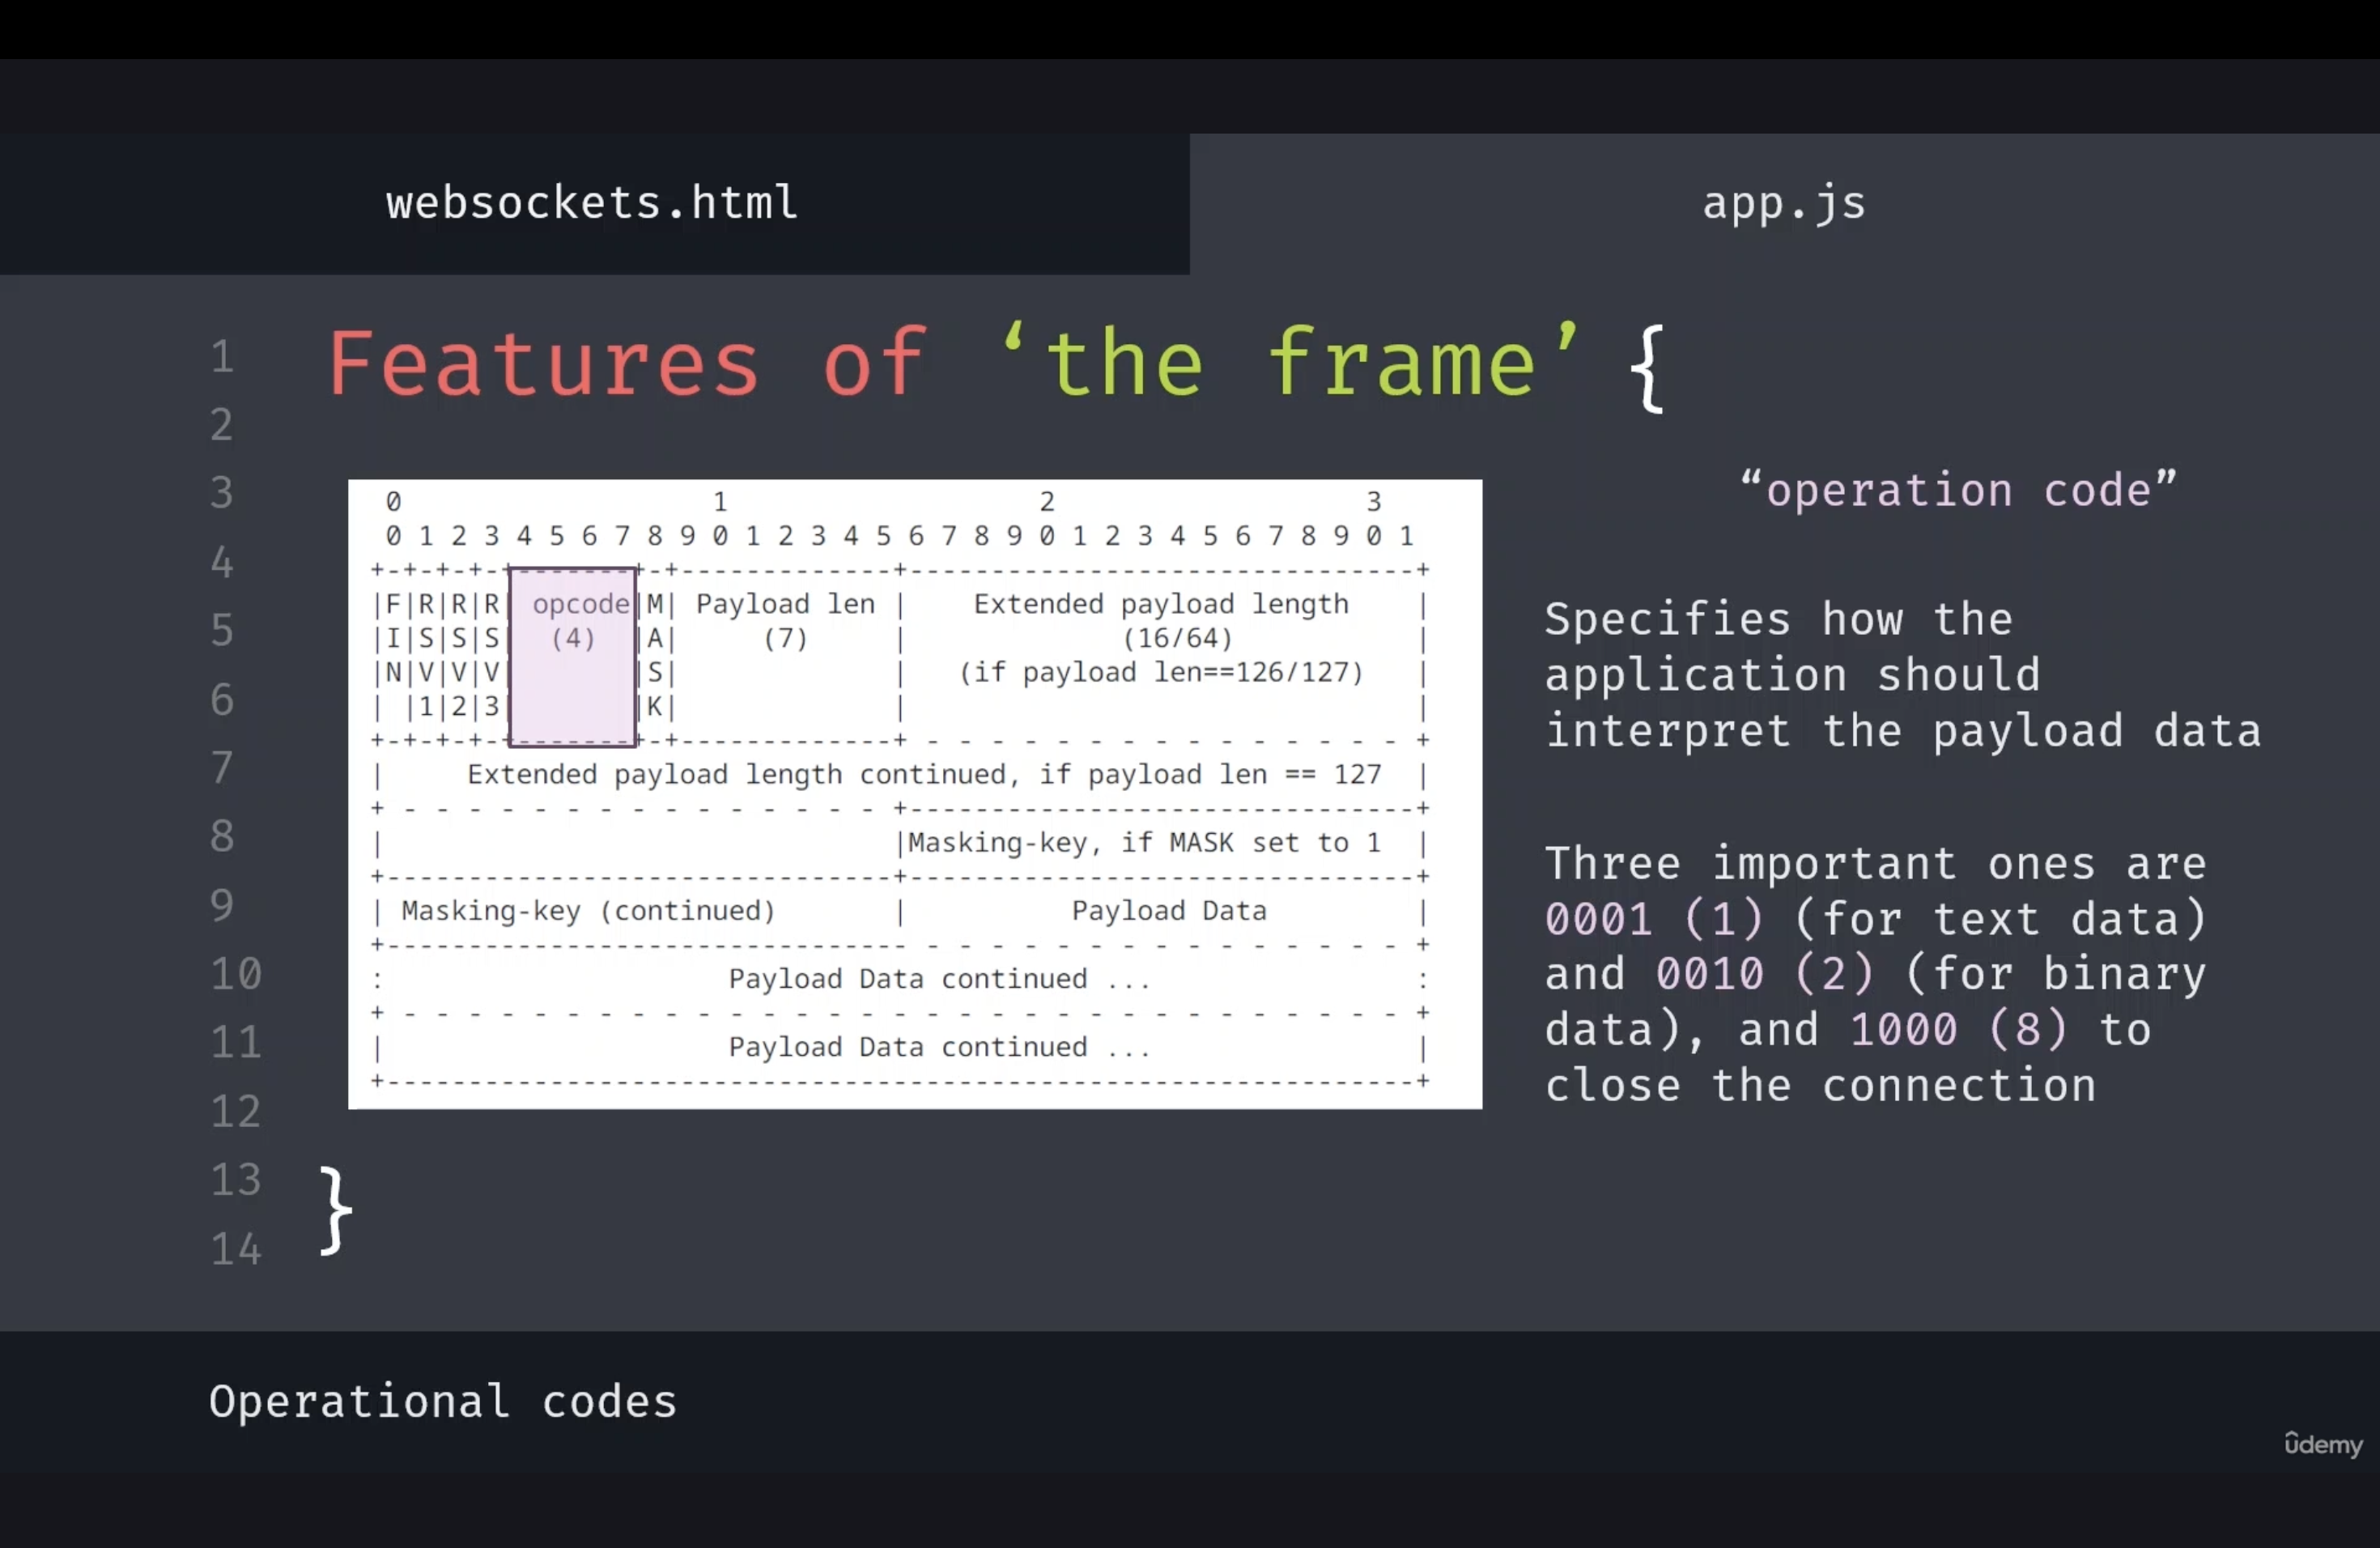 websockets.html
app.js
1
2
3
4
5
6
7
8
9
10
11
12
13
14
Features of ‘the frame’ {
 0                   1                   2                   3
 0 1 2 3 4 5 6 7 8 9 0 1 2 3 4 5 6 7 8 9 0 1 2 3 4 5 6 7 8 9 0 1
+-+-+-+-+-------+-+-------------+-------------------------------+
|F|R|R|R| opcode|M| Payload len |    Extended payload length    |
|I|S|S|S|  (4)  |A|     (7)     |             (16/64)           |
|N|V|V|V|       |S|             |   (if payload len==126/127)   |
| |1|2|3|       |K|             |                               |
+-+-+-+-+-------+-+-------------+ - - - - - - - - - - - - - - - +
|     Extended payload length continued, if payload len == 127  |
+ - - - - - - - - - - - - - - - +-------------------------------+
|                               |Masking-key, if MASK set to 1  |
+-------------------------------+-------------------------------+
| Masking-key (continued)       |          Payload Data         |
+-------------------------------- - - - - - - - - - - - - - - - +
:                     Payload Data continued ...                :
+ - - - - - - - - - - - - - - - - - - - - - - - - - - - - - - - +
|                     Payload Data continued ...                |
+---------------------------------------------------------------+
“operation code”
Specifies how the
application should
interpret the payload data
Three important ones are
0001 (1) (for text data)
and 0010 (2) (for binary
data), and 1000 (8) to
close the connection
}
Operational codes
ûdemy